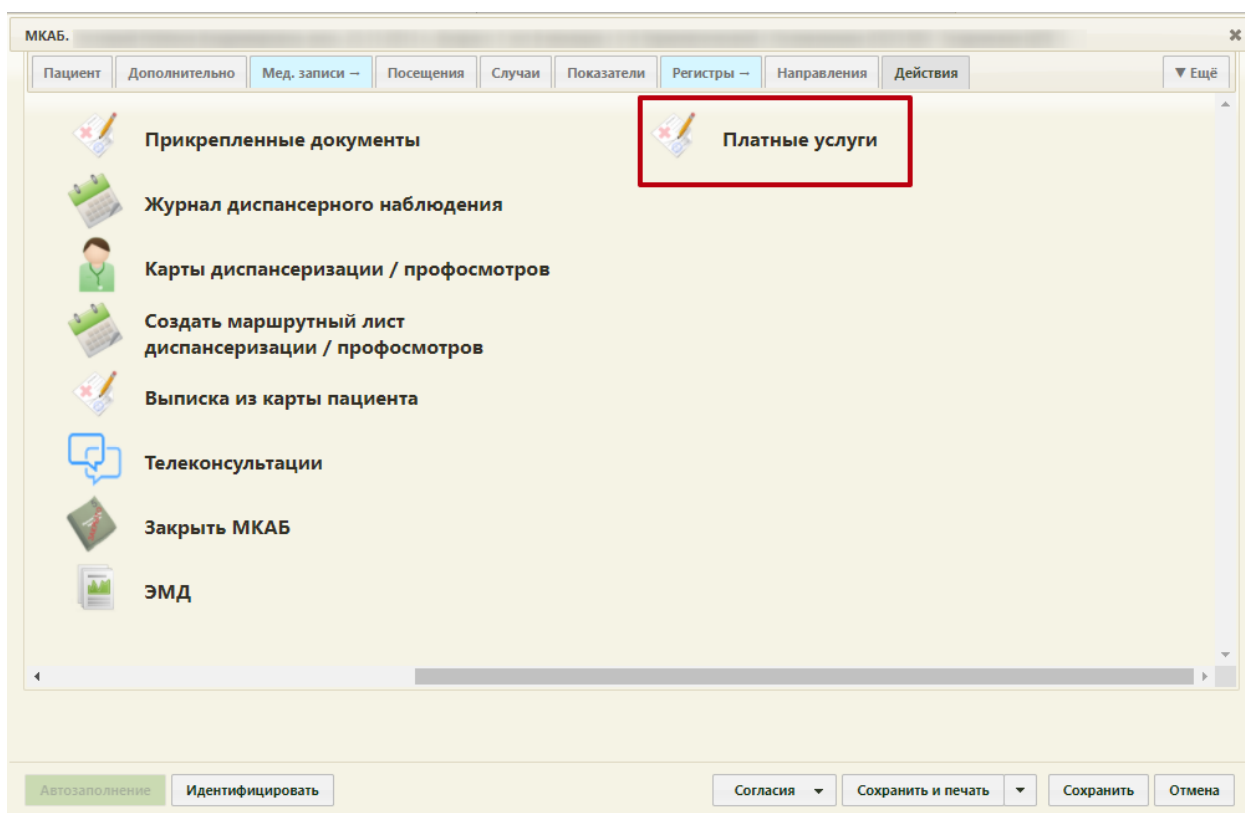 МКАБ.
Пациент Дополнительно Мед. записи → Посещения Случаи Показатели Регистры → Направления Действия ▼ Ещё
Прикрепленные документы
Платные услуги
Журнал диспансерного наблюдения
Карты диспансеризации / профосмотров
Создать маршрутный лист
диспансеризации / профосмотров
Выписка из карты пациента
Телеконсультации
Закрыть МКАБ
ЭМД
Автозаполнение Идентифицировать Согласия Сохранить и печать Сохранить Отмена